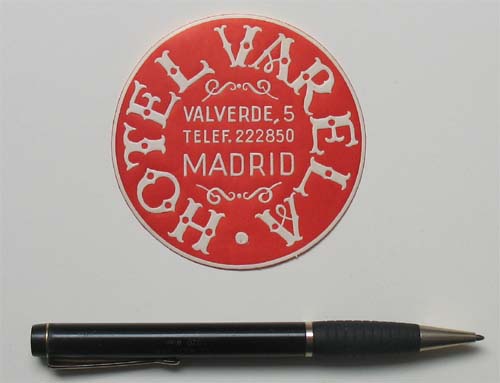 HOTEL VARELA
VALVERDE, 5
TELEF. 222850
MADRID